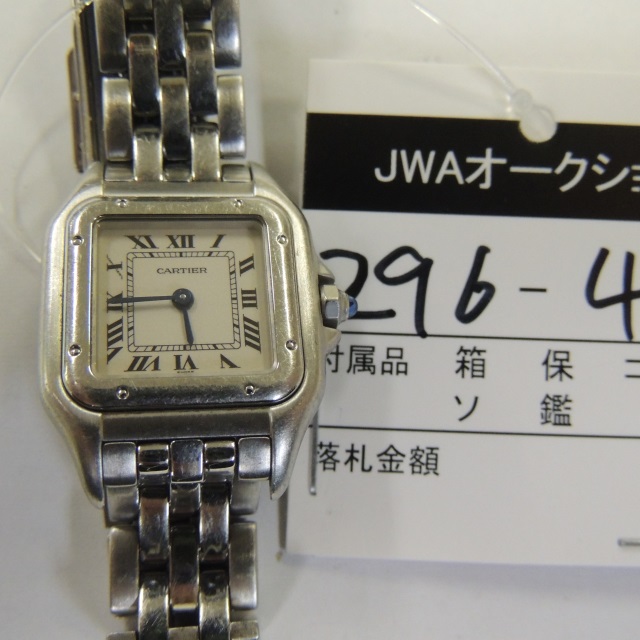 CARTIER
JWAオークショ
296-4
付属品 箱 保 コ
ソ 鑑
落札金額